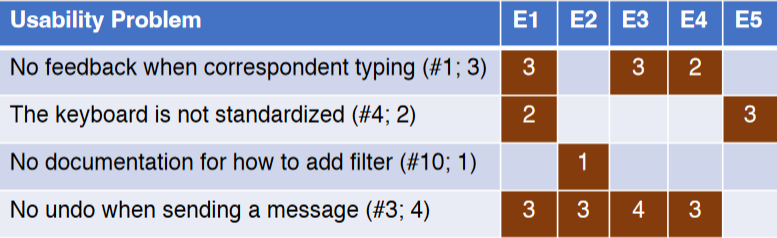 Usability Problem E1 E2 E3 E4 E5
No feedback when correspondent typing (#1; 3) 3 3 2
The keyboard is not standardized (#4; 2) 2 3
No documentation for how to add filter (#10; 1) 1
No undo when sending a message (#3; 4) 3 3 4 3